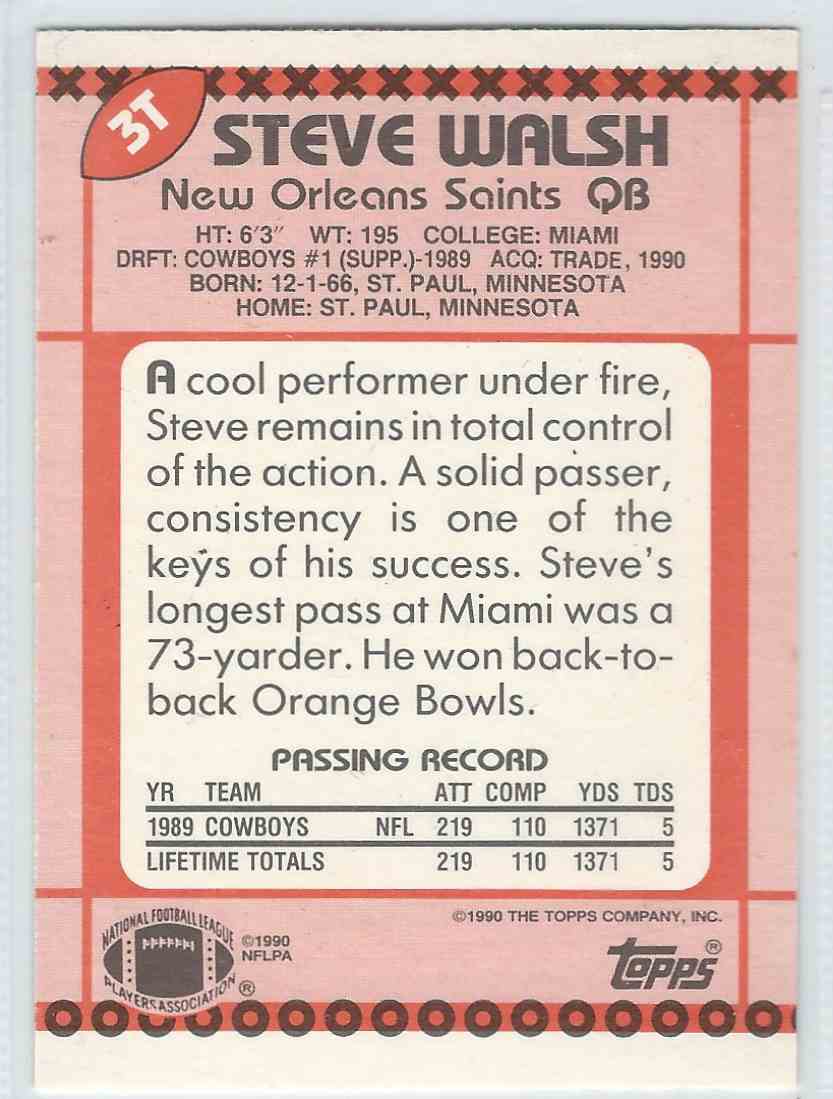 3T
STEVE WALSH
New Orleans Saints QB
HT: 6'3" WT: 195 COLLEGE: MIAMI
DRFT: COWBOYS #1 (SUPP.)-1989 ACQ: TRADE, 1990
BORN: 12-1-66, ST. PAUL, MINNESOTA
HOME: ST. PAUL, MINNESOTA
A cool performer under fire,
Steve remains in total control
of the action. A solid passer,
consistency is one of the
keys of his success. Steve's
longest pass at Miami was a
73-yarder. He won back-to-
back Orange Bowls.
PASSING RECORD
YR TEAM ATT COMP YDS TDS
1989 COWBOYS NFL 219 110 1371 5
LIFETIME TOTALS 219 110 1371 5
©1990 THE TOPPS COMPANY, INC.
NATIONAL FOOTBALL LEAGUE
PLAYERS ASSOCIATION ®
©1990
NFLPA
TOPPS®